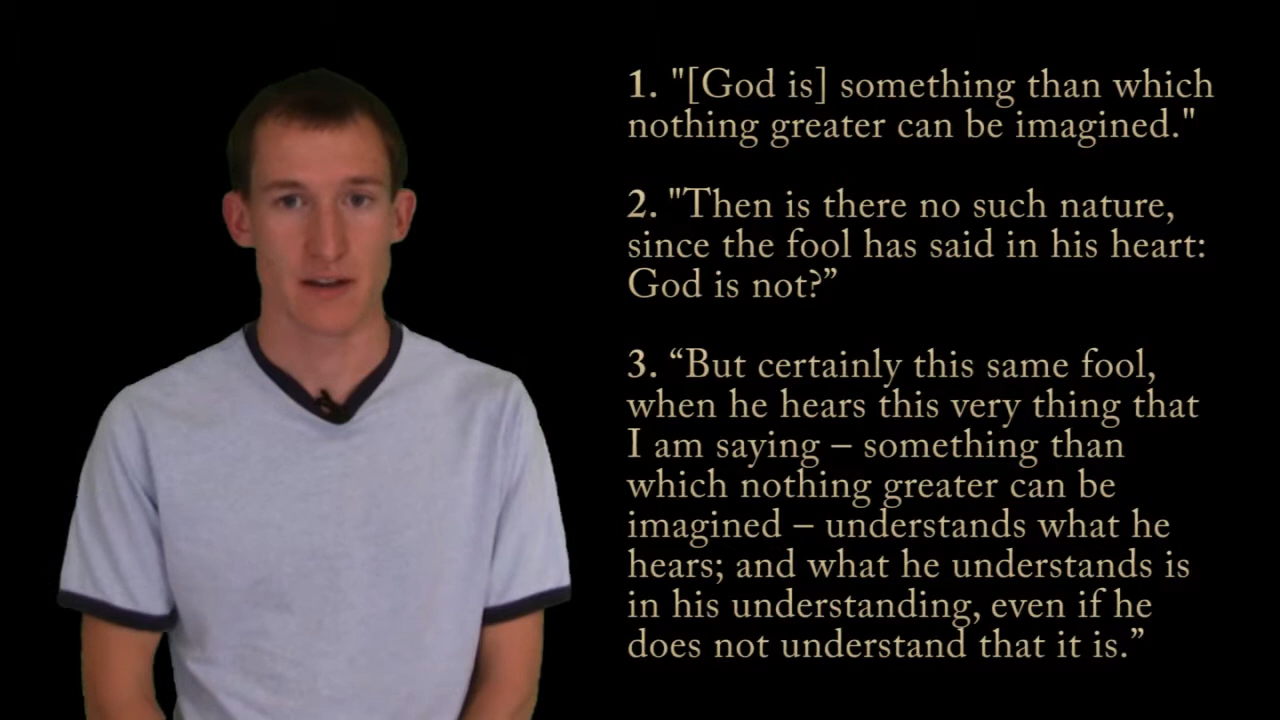 1. "[God is] something than which
nothing greater can be imagined."
2. "Then is there no such nature,
since the fool has said in his heart:
God is not?”
3. “But certainly this same fool,
when he hears this very thing that
I am saying – something than
which nothing greater can be
imagined – understands what he
hears; and what he understands is
in his understanding, even if he
does not understand that it is.”